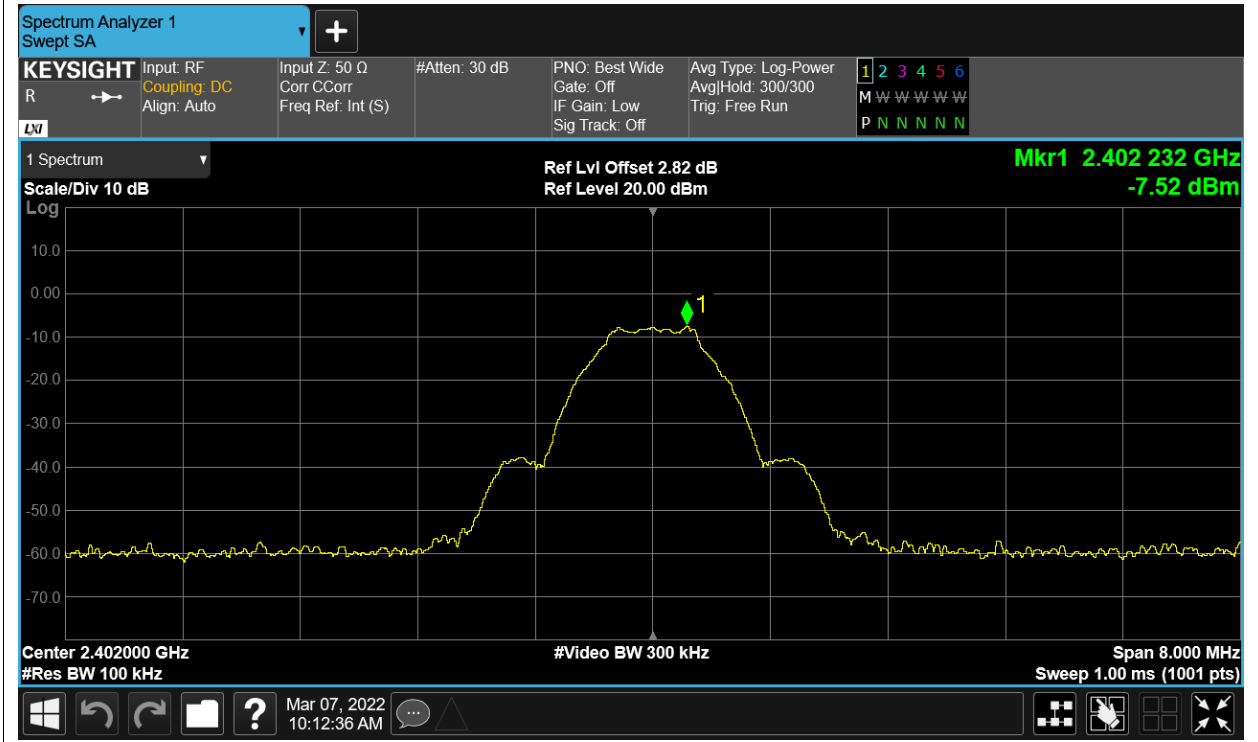 Spectrum Analyzer 1
Swept SA
KEYSIGHT
R
LXI
Input: RF
Coupling: DC
Align: Auto
Input Z: 50 Ω
Corr CCorr
Freq Ref: Int (S)
#Atten: 30 dB
PNO: Best Wide
Gate: Off
IF Gain: Low
Sig Track: Off
Avg Type: Log-Power
Avg|Hold: 300/300
Trig: Free Run
1 2 3 4 5 6
M W W W W W
P N N N N N
1 Spectrum
Scale/Div 10 dB
Log
Ref Lvl Offset 2.82 dB
Ref Level 20.00 dBm
Mkr1 2.402 232 GHz
-7.52 dBm
10.0
0.00
-10.0
-20.0
-30.0
-40.0
-50.0
-60.0
-70.0
1
Center 2.402000 GHz
#Res BW 100 kHz
#Video BW 300 kHz
Span 8.000 MHz
Sweep 1.00 ms (1001 pts)
?
Mar 07, 2022
10:12:36 AM